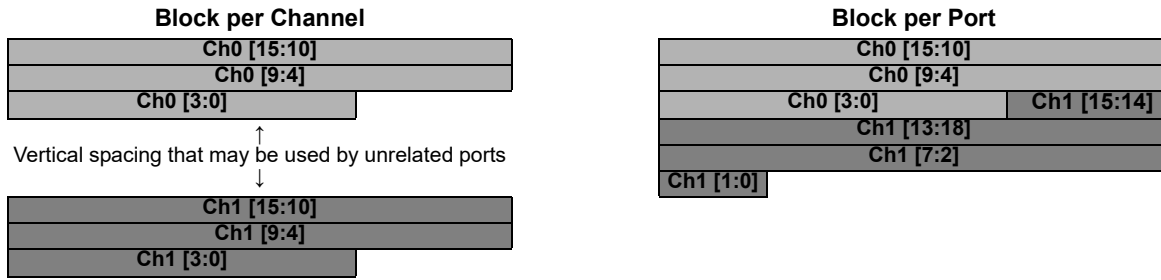 Block per Channel
Ch0 [15:10]
Ch0 [9:4]
Ch0 [3:0]
↑
Vertical spacing that may be used by unrelated ports
↓
Ch1 [15:10]
Ch1 [9:4]
Ch1 [3:0]
Block per Port
Ch0 [15:10]
Ch0 [9:4]
Ch0 [3:0] Ch1 [15:14]
Ch1 [13:18]
Ch1 [7:2]
Ch1 [1:0]